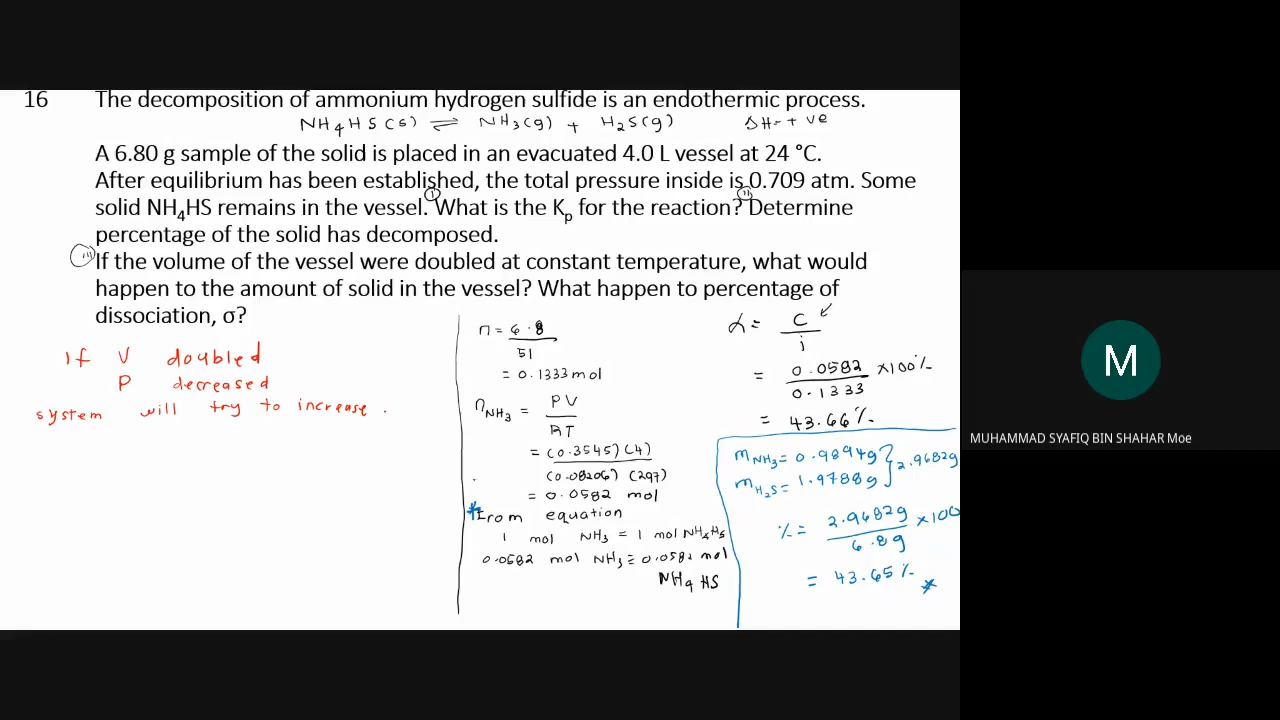 16 The decomposition of ammonium hydrogen sulfide is an endothermic process.
NH4HS(s) ⇌ NH3(g) + H2S(g) ΔH = + ve
A 6.80 g sample of the solid is placed in an evacuated 4.0 L vessel at 24 °C.
After equilibrium has been established, the total pressure inside is 0.709 atm. Some
(i) (ii)
solid NH4HS remains in the vessel. What is the Kp for the reaction? Determine
percentage of the solid has decomposed.
(iii) If the volume of the vessel were doubled at constant temperature, what would
happen to the amount of solid in the vessel? What happen to percentage of
dissociation, σ?
If V doubled
P decreased
system will try to increase.
n = 6.8
51
= 0.1333 mol
nNH3 = PV
RT
= (0.3545)(4)
(0.08206)(297)
= 0.0582 mol
*From equation
1 mol NH3 = 1 mol NH4HS
0.0582 mol NH3 ≡ 0.0582 mol
NH4HS
α = C
i
= 0.0582 ×100%
0.1333
= 43.66%
mNH3 = 0.9894g
mH2S = 1.9788g } 2.9682g
% = 2.9682g ×100
6.8g
= 43.65% *
M
MUHAMMAD SYAFIQ BIN SHAHAR Moe